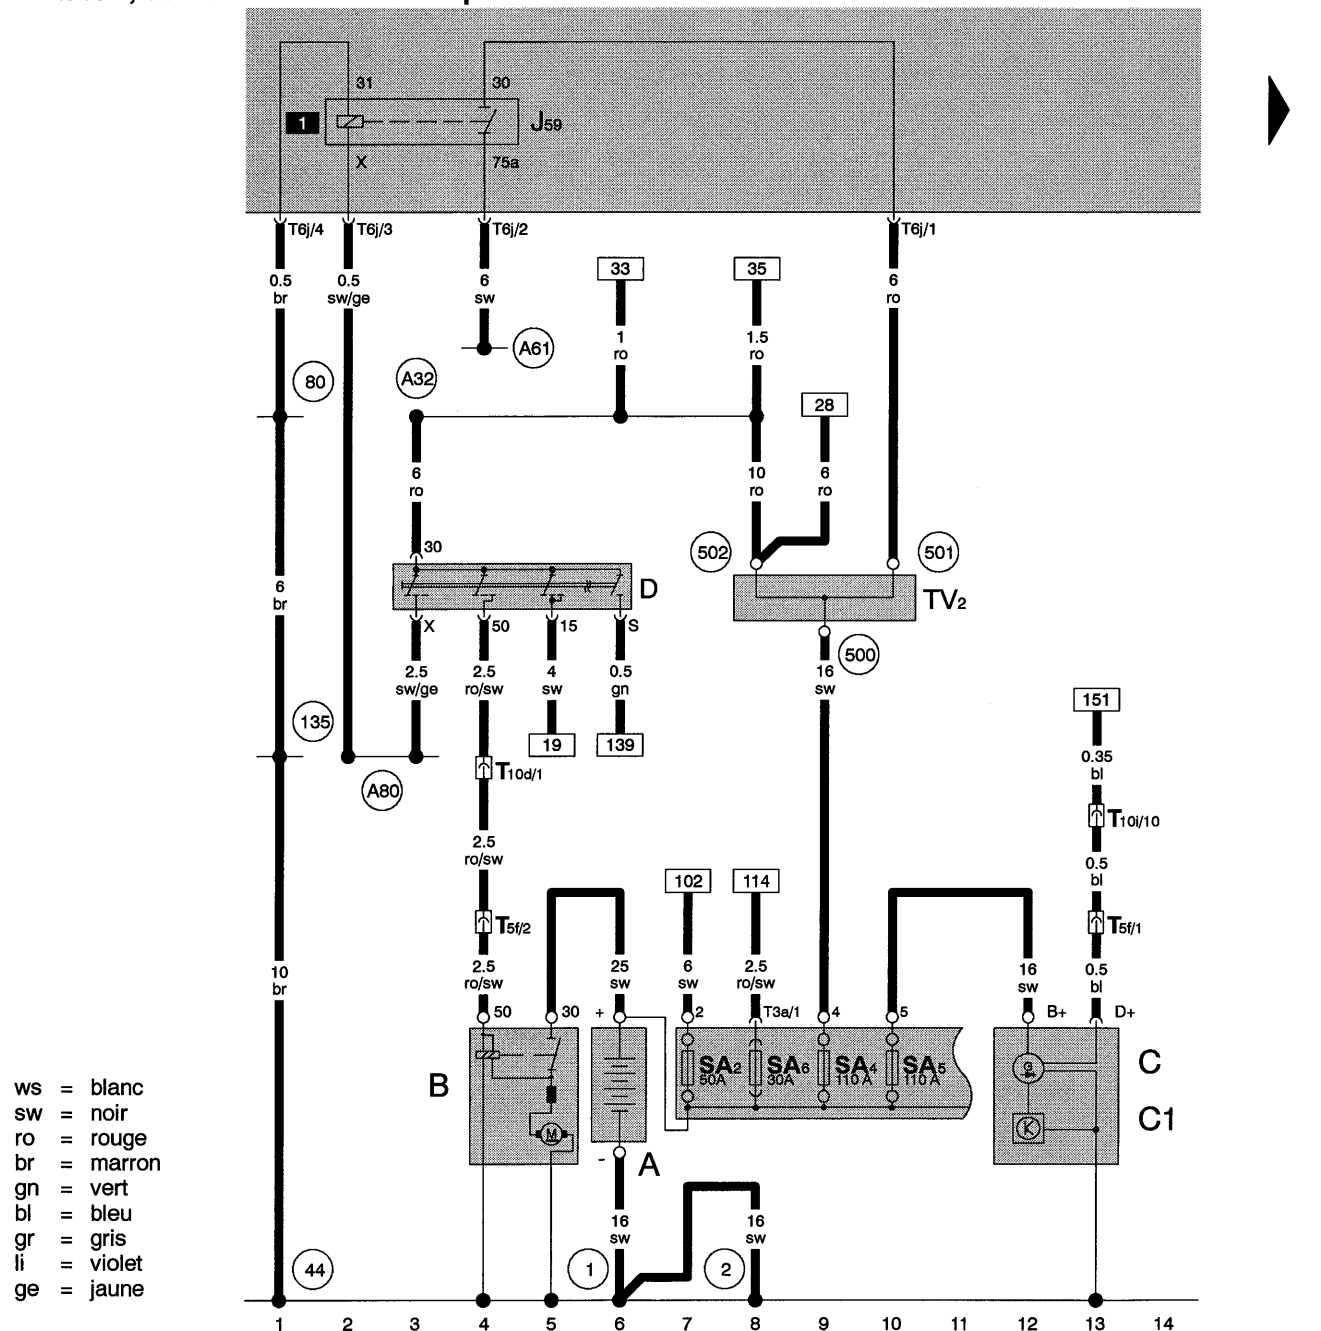 31
30
1
J59
X
75a
T6j/4
T6j/3
T6j/2
T6j/1
33
35
0.5
br
0.5
sw/ge
6
sw
6
ro
1
ro
1.5
ro
A61
80
A32
28
6
ro
10
ro
6
ro
30
502
501
6
br
D
TV2
X
50
15
S
500
2.5
sw/ge
2.5
ro/sw
4
sw
0.5
gn
16
sw
151
135
19
139
0.35
bl
T10d/1
A80
T10i/10
2.5
ro/sw
102
114
0.5
bl
T5f/2
T5f/1
10
br
2.5
ro/sw
25
sw
6
sw
2.5
ro/sw
16
sw
0.5
bl
50
30
+
2
T3a/1
4
5
B+
D+
SA2
50A
SA6
30A
SA4
110 A
SA5
110 A
G
C
B
M
K
C1
-
A
ws = blanc
sw = noir
ro = rouge
br = marron
gn = vert
bl = bleu
gr = gris
li = violet
ge = jaune
16
sw
16
sw
44
1
2
1 2 3 4 5 6 7 8 9 10 11 12 13 14